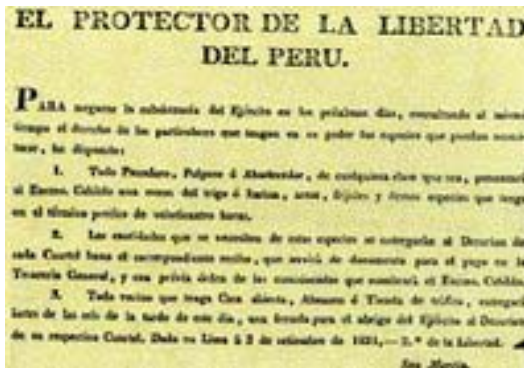 EL PROTECTOR DE LA LIBERTAD
DEL PERU.
PARA asegurar la subsistencia del Ejército en los próximos dias, consultando al mismo
tiempo el derecho de los particulares que tengan en su poder las especies que puedan
, he dispuesto:
1. Todo Panadero, Pulpero ó Abastecedor, de cualquiera clase que sea, presentará
al Excmo. Cabildo una razon del trigo ó harina, arroz, frijoles y demas especies que tenga
en el término preciso de veinticuatro horas.
2. Las cantidades que se necesiten de estas especies se entregarán al Decurion de
cada Cuartel bajo el correspondiente recibo, que servirá de documento para el pago en la
Tesorería General, y con prévia órden de los comisionados que nombrará el Excmo. Cabildo.
3. Todo vecino que tenga Casa abierta, Almacen ó Tienda de tráfico, entregará
antes de las seis de la tarde de este dia, una frazada para el abrigo del Ejército al Decurion
de su respectivo Cuartel. Dado en Lima á 2 de setiembre de 1821,—2.º de la Libertad.
San Martin.